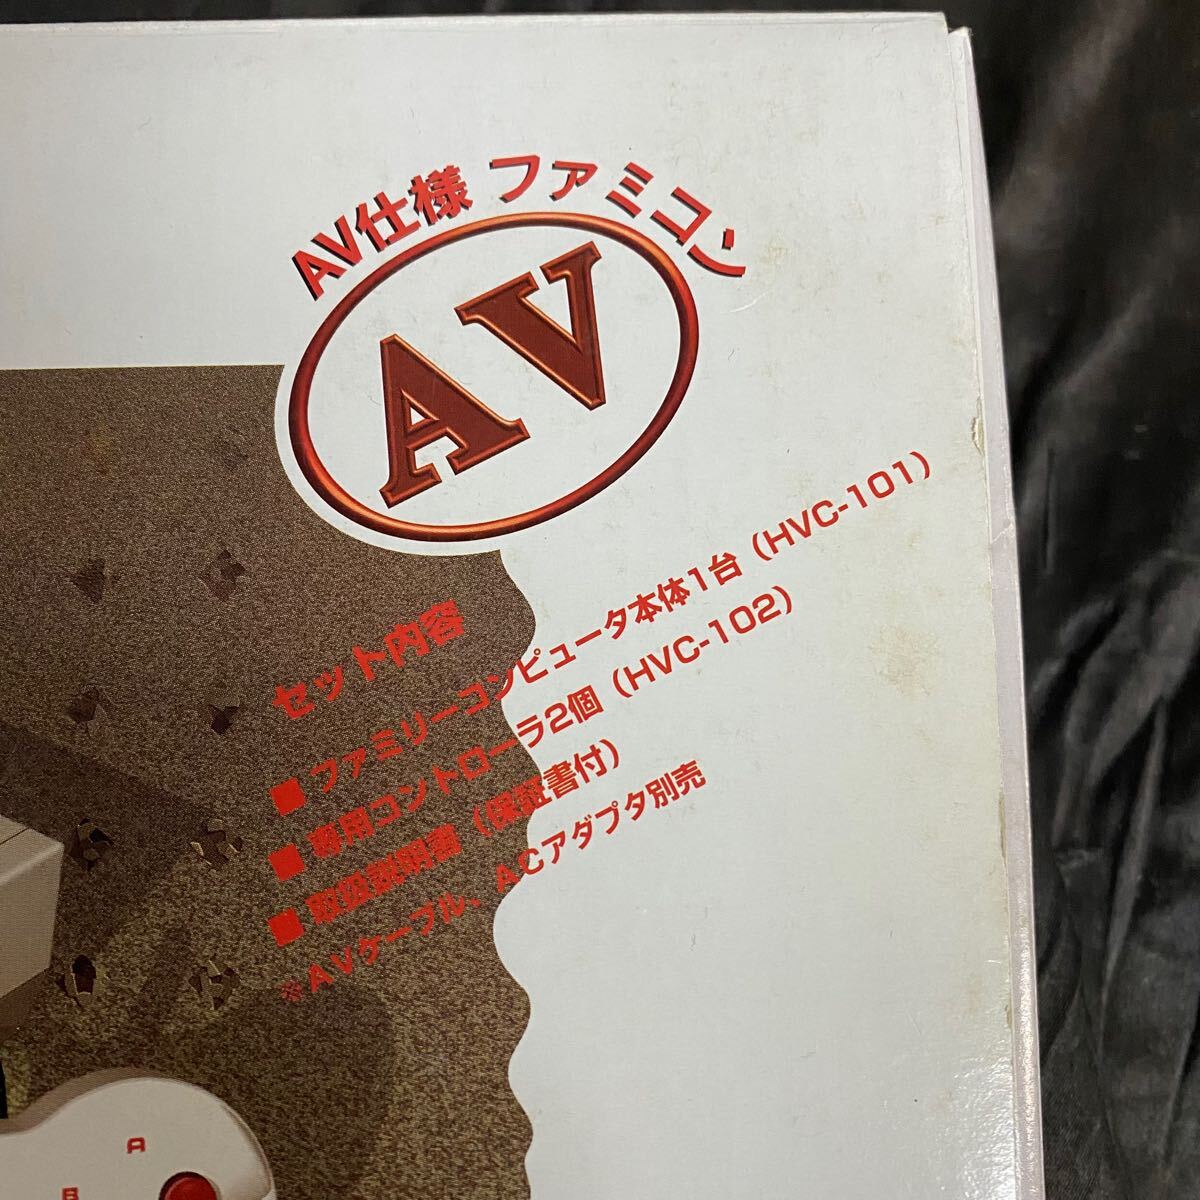 AV仕様 ファミコン
AV
セット内容
■ ファミリーコンピュータ本体1台（HVC-101）
■ 専用コントローラ2個（HVC-102）
■ 取扱説明書（保証書付）
※AVケーブル、ACアダプタ別売
A
B